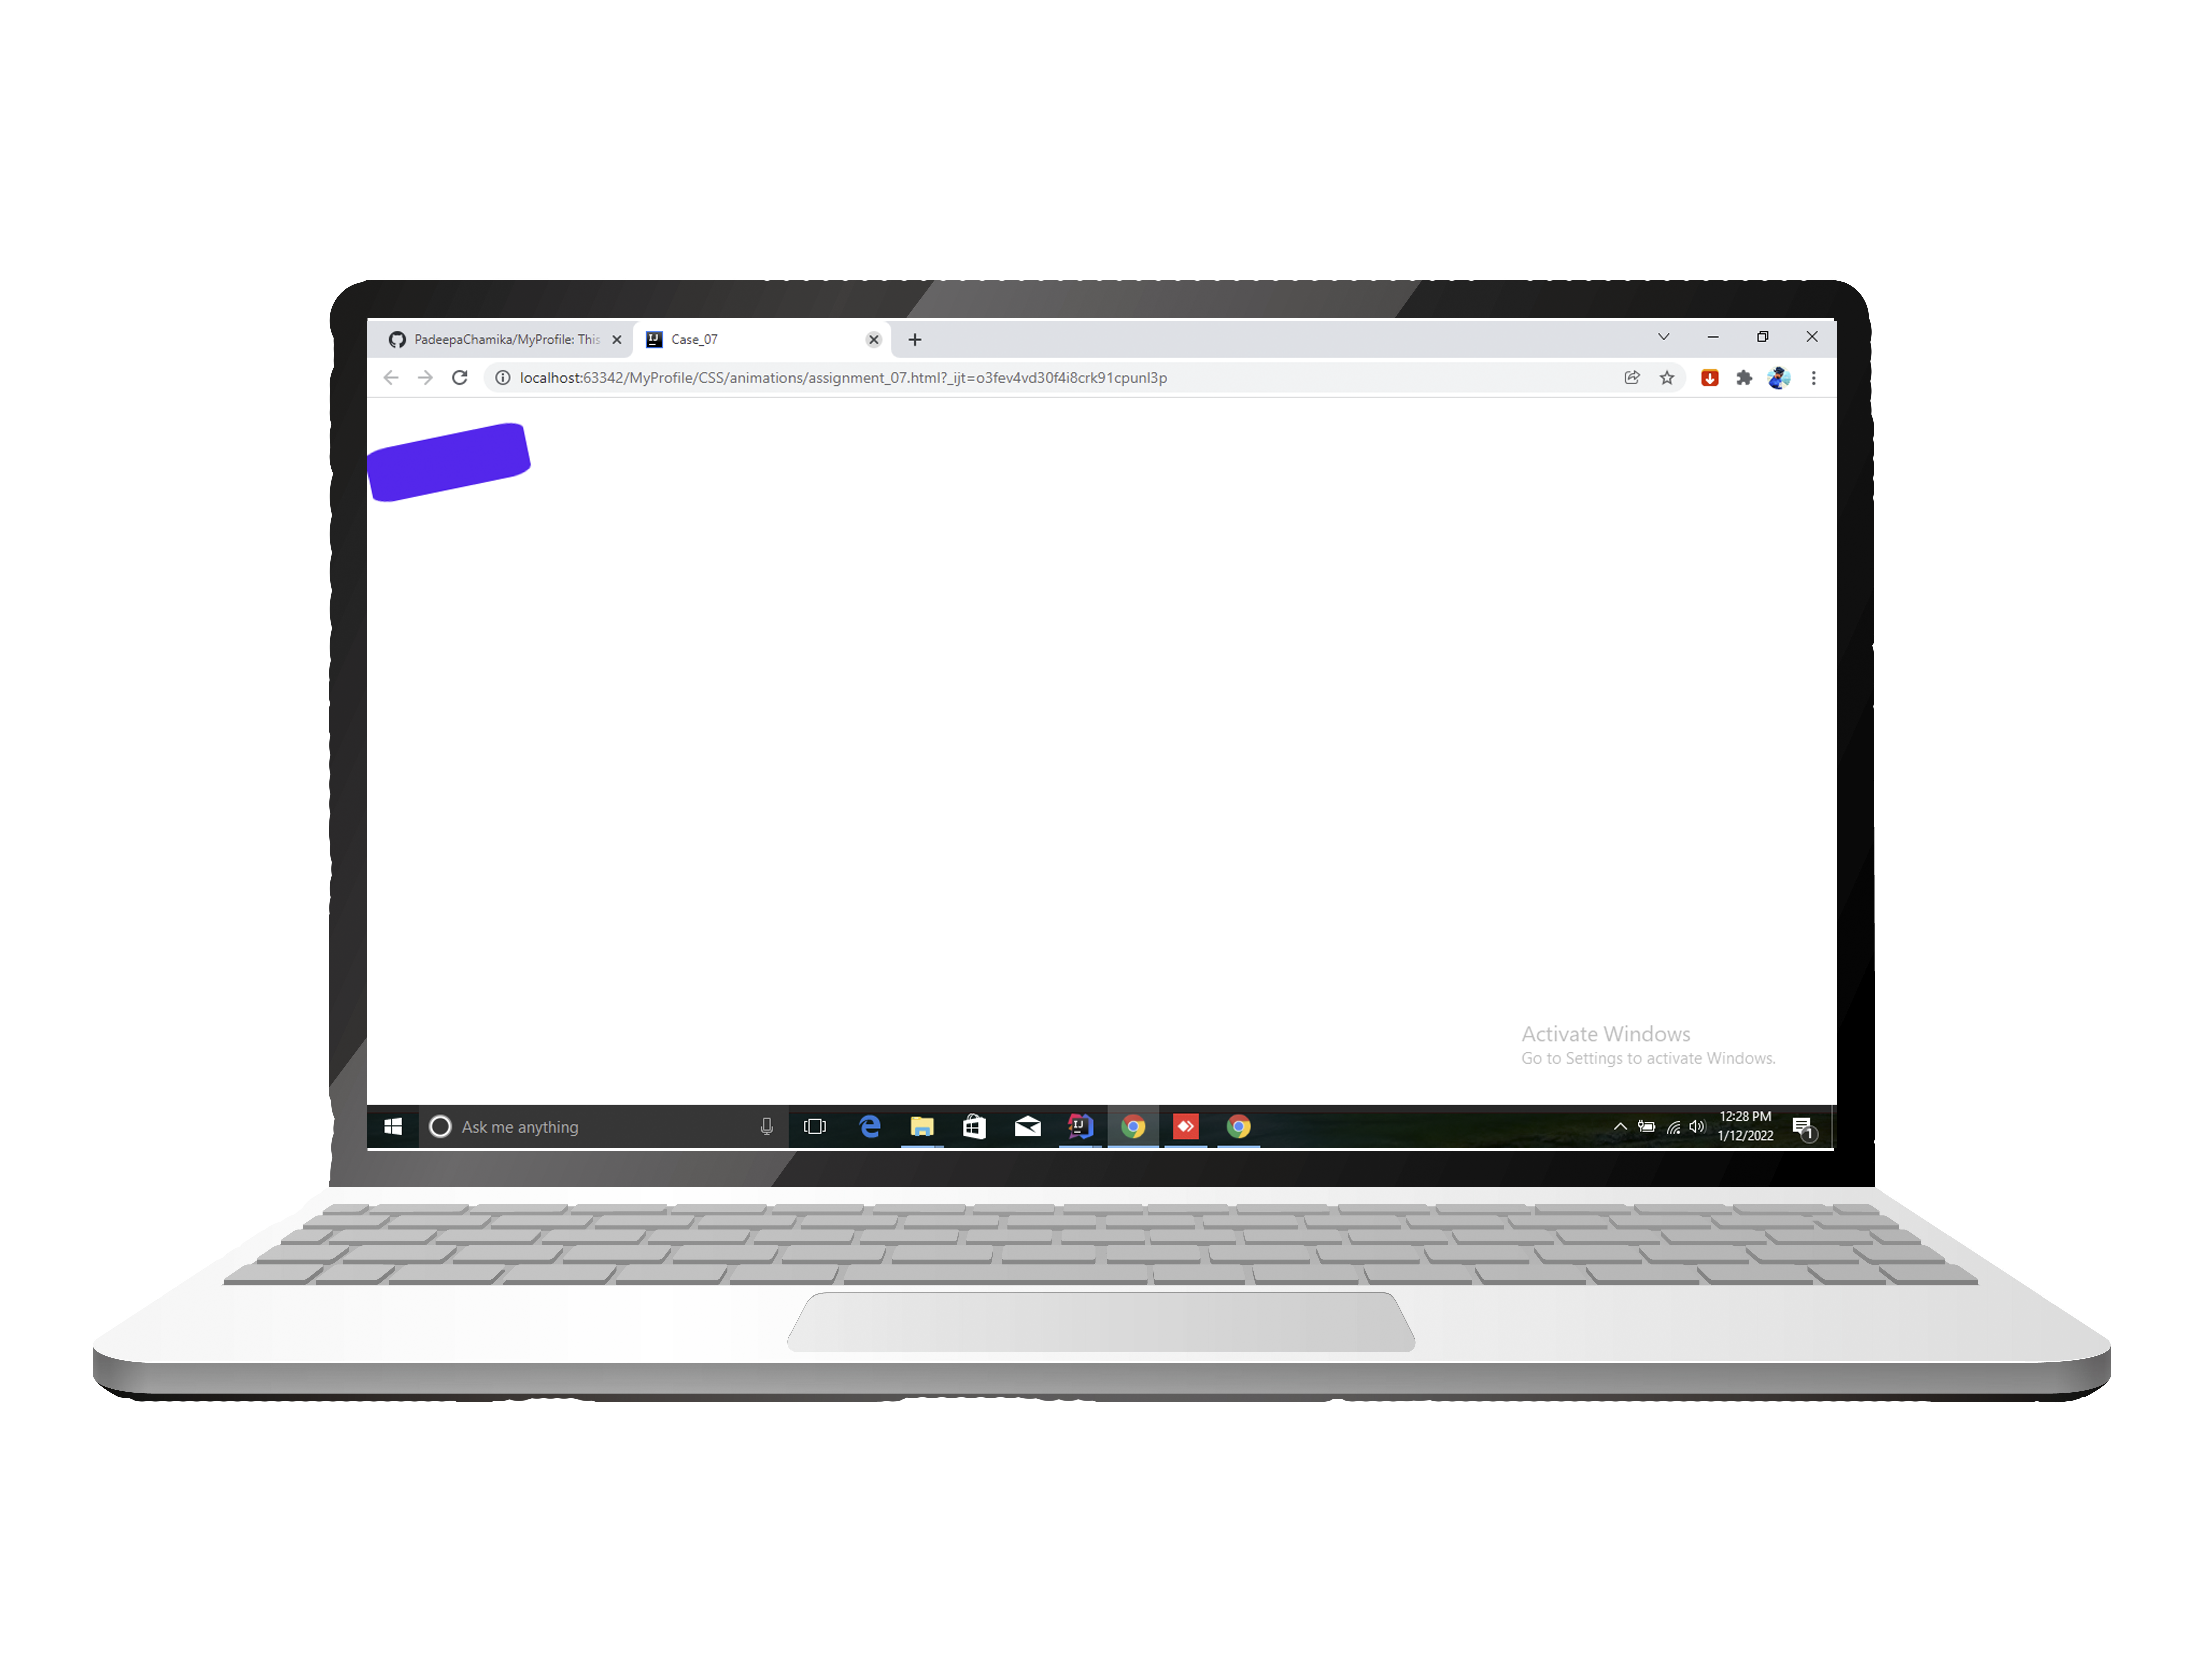 PadeepaChamika/MyProfile: This
Case_07
localhost:63342/MyProfile/CSS/animations/assignment_07.html?_ijt=o3fev4vd30f4i8crk91cpunl3p
Activate Windows
Go to Settings to activate Windows.
Ask me anything
12:28 PM
1/12/2022
1